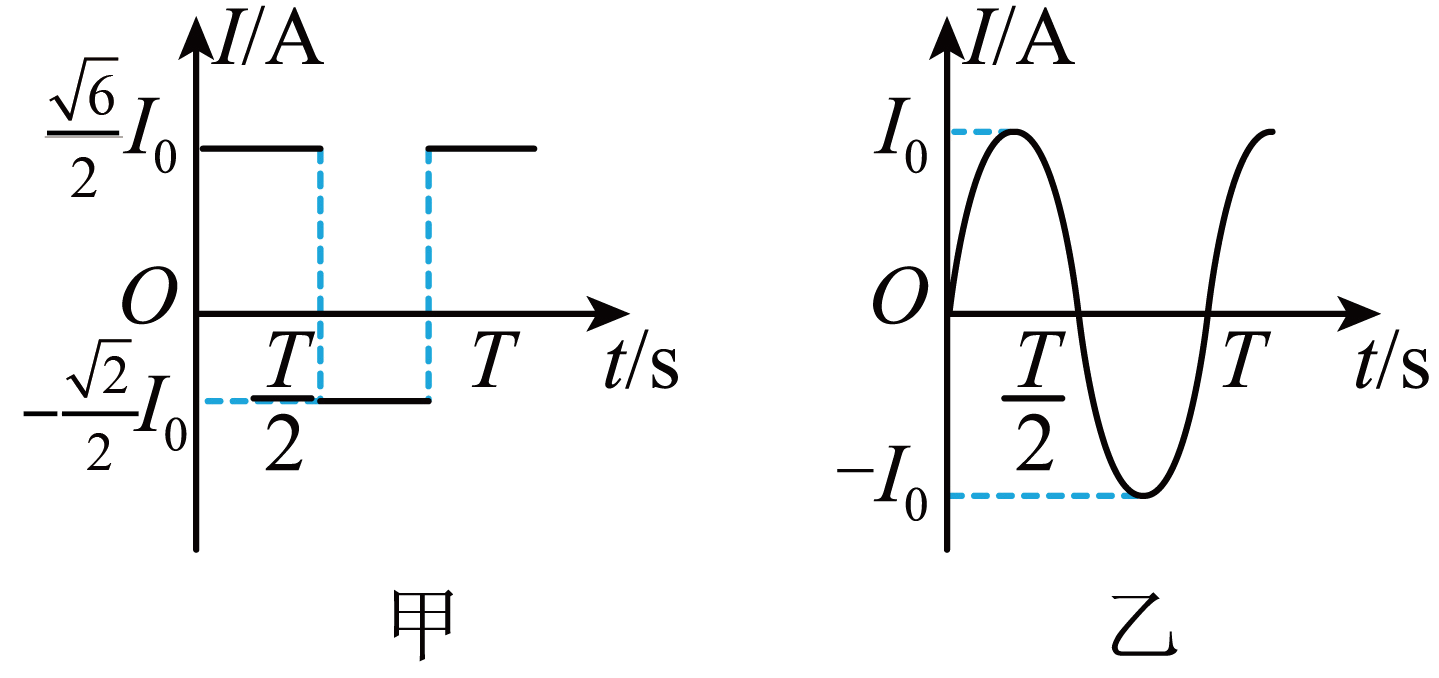 I/A
√6/2 I₀
O
T/2
T
t/s
−√2/2 I₀
甲
I/A
I₀
O
T/2
T
t/s
−I₀
乙